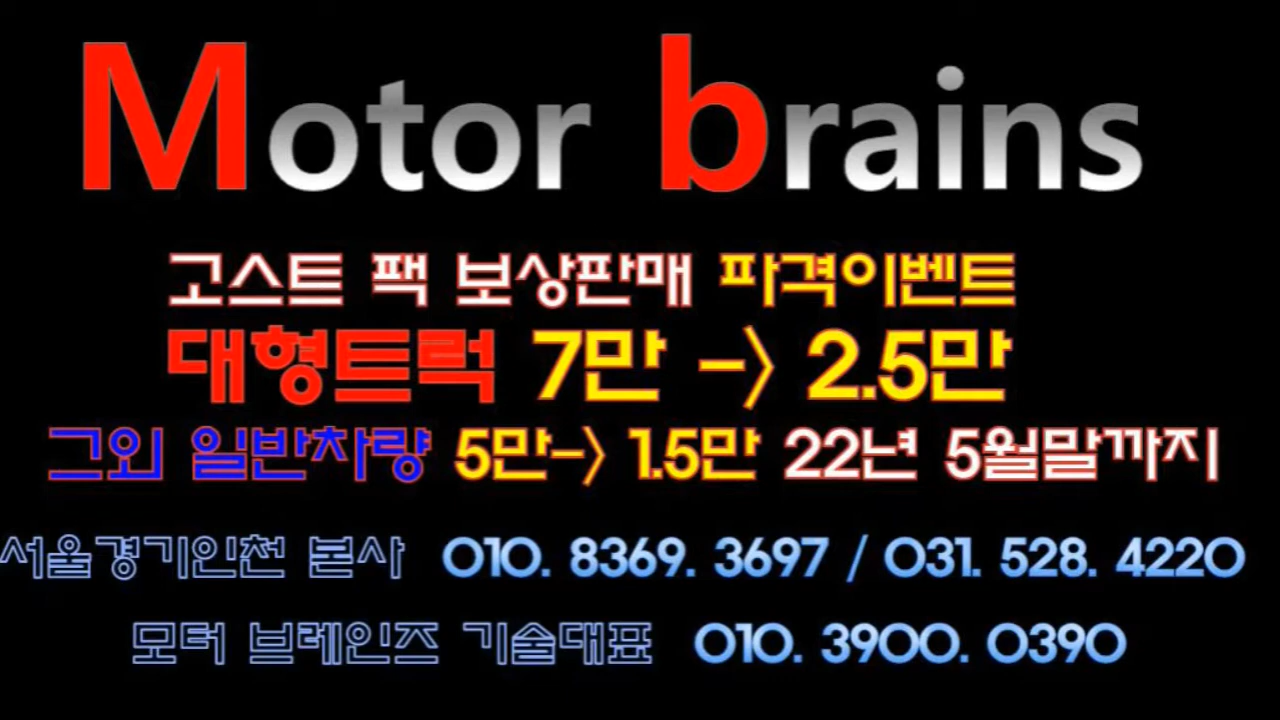 Motor brains
고스트 팩 보상판매 파격이벤트
대형트럭 7만 -> 2.5만
그외 일반차량 5만-> 1.5만 22년 5월말까지
서울경기인천 본사 010. 8369. 3697 / 031. 528. 4220
모터 브레인즈 기술대표 010. 3900. 0390